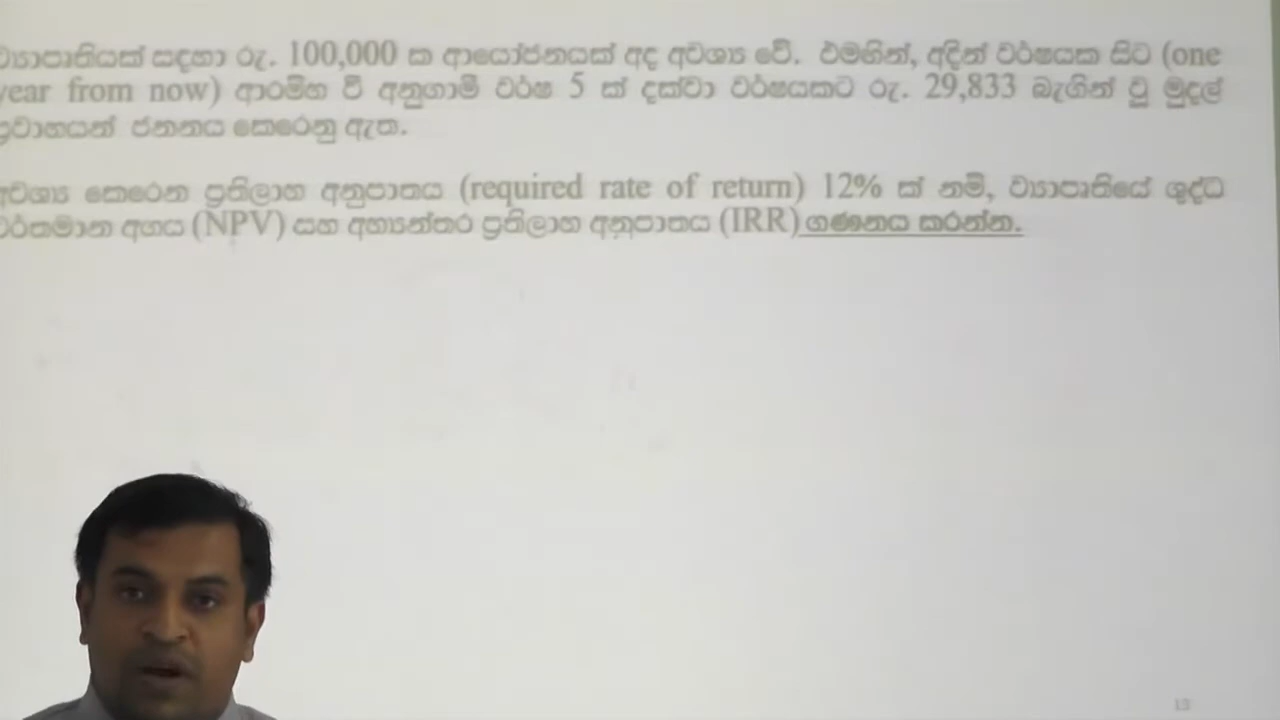 ව්‍යාපෘතියක් සඳහා රු. 100,000 ක ආයෝජනයක් අද අවශ්‍ය වේ. එමඟින්, අදින් වර්ෂයක සිට (one
year from now) ආරම්භ වී අනුගාමී වර්ෂ 5 ක් දක්වා වර්ෂයකට රු. 29,833 බැගින් වූ මුදල්
ප්‍රවාහයන් ජනනය කෙරෙනු ඇත.
අවශ්‍ය කෙරෙන ප්‍රතිලාභ අනුපාතය (required rate of return) 12% ක් නම්, ව්‍යාපෘතියේ ශුද්ධ
වර්තමාන අගය (NPV) සහ අභ්‍යන්තර ප්‍රතිලාභ අනුපාතය (IRR) ගණනය කරන්න.
13